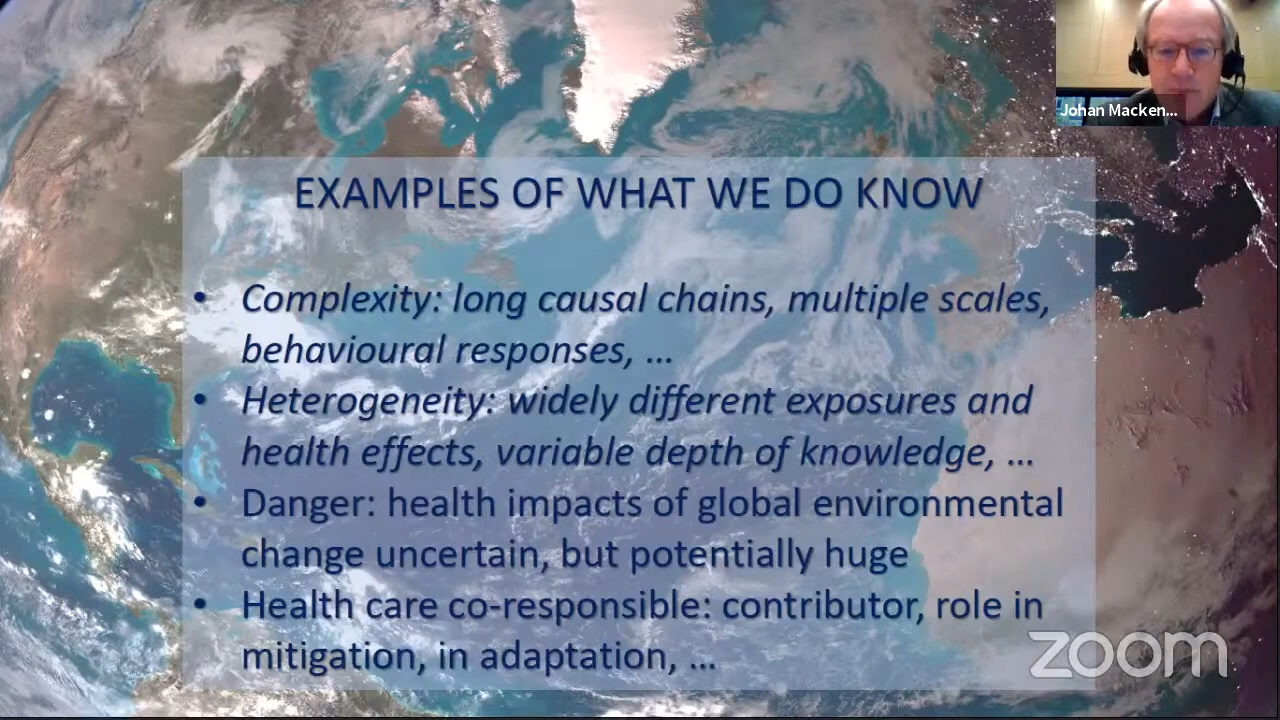 Johan Macken...
EXAMPLES OF WHAT WE DO KNOW
• Complexity: long causal chains, multiple scales,
behavioural responses, ...
• Heterogeneity: widely different exposures and
health effects, variable depth of knowledge, ...
• Danger: health impacts of global environmental
change uncertain, but potentially huge
• Health care co-responsible: contributor, role in
mitigation, in adaptation, ...
zoom